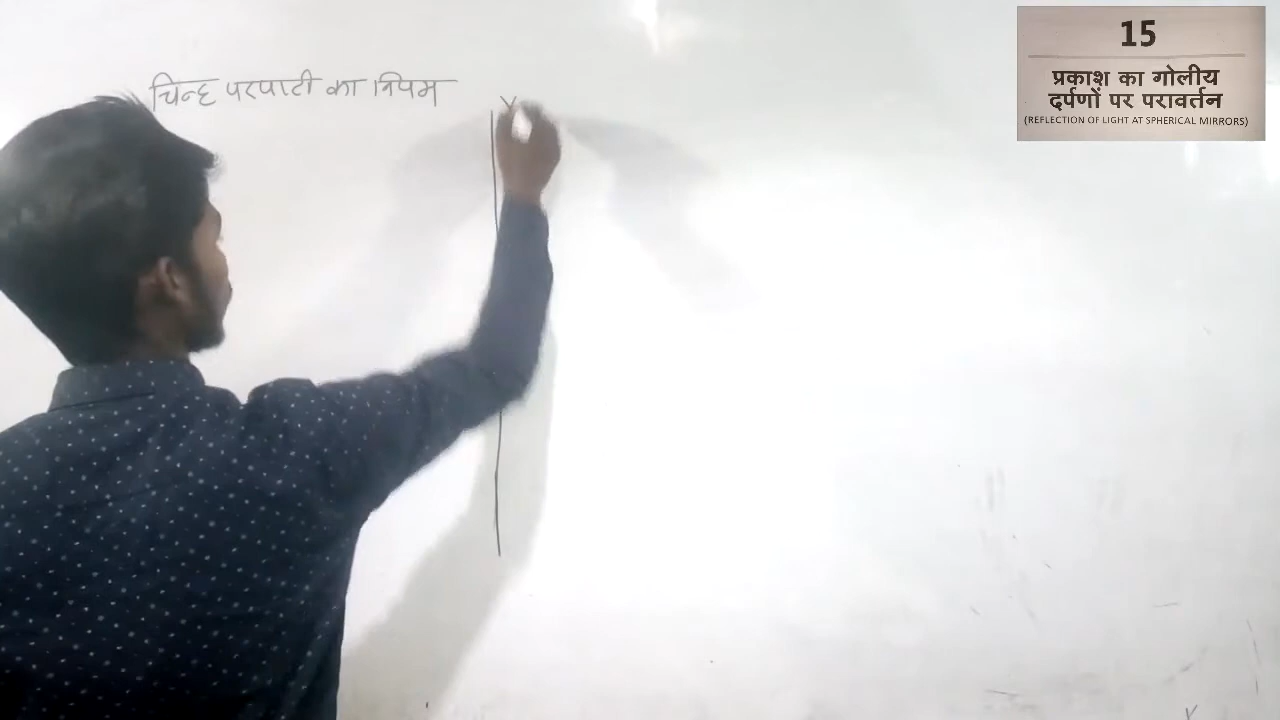 चिन्ह परपाटी का नियम
Y
15
प्रकाश का गोलीय
दर्पणों पर परावर्तन
(REFLECTION OF LIGHT AT SPHERICAL MIRRORS)